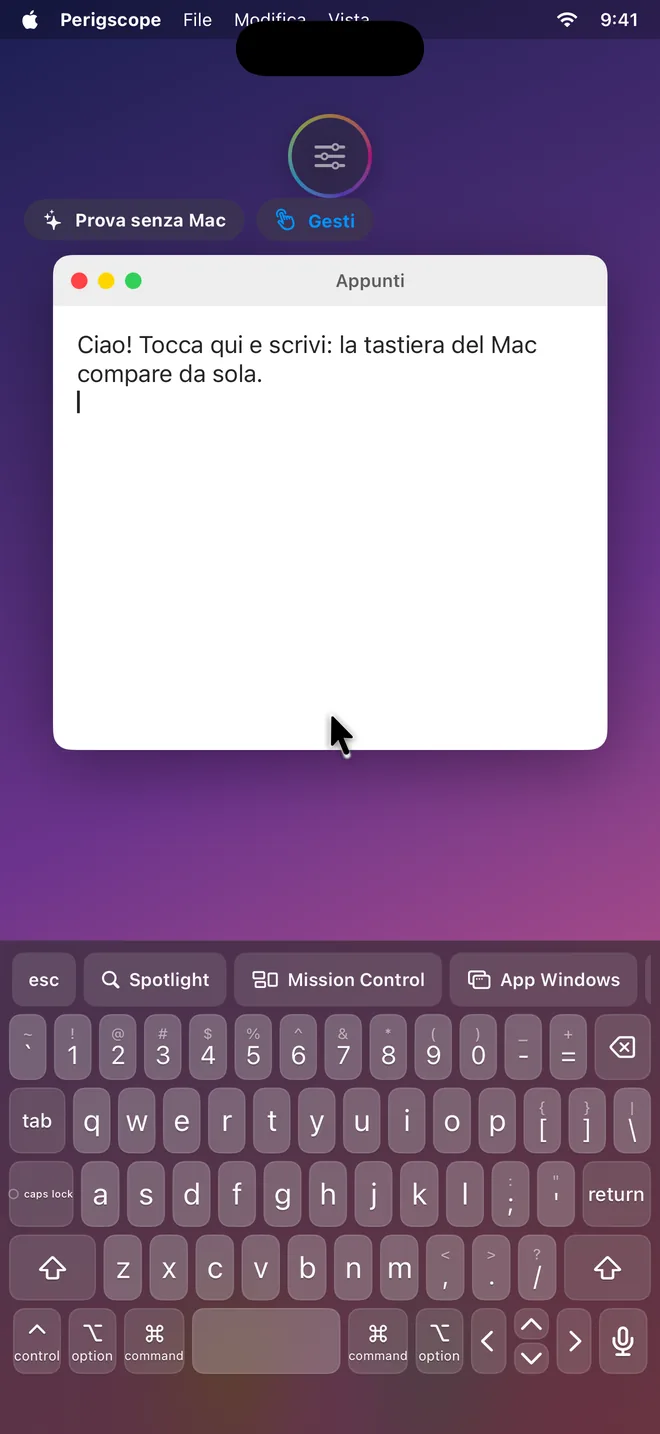 Perigscope File Modifica Vista 9:41
Prova senza Mac Gesti
Appunti
Ciao! Tocca qui e scrivi: la tastiera del Mac
compare da sola.
esc Spotlight Mission Control App Windows
~ ! @ # $ % ^ & * ( ) _ +
` 1 2 3 4 5 6 7 8 9 0 - =
{ } |
tab q w e r t y u i o p [ ] \
: "
caps lock a s d f g h j k l ; ' return
< > ?
z x c v b n m , . /
control option command command option